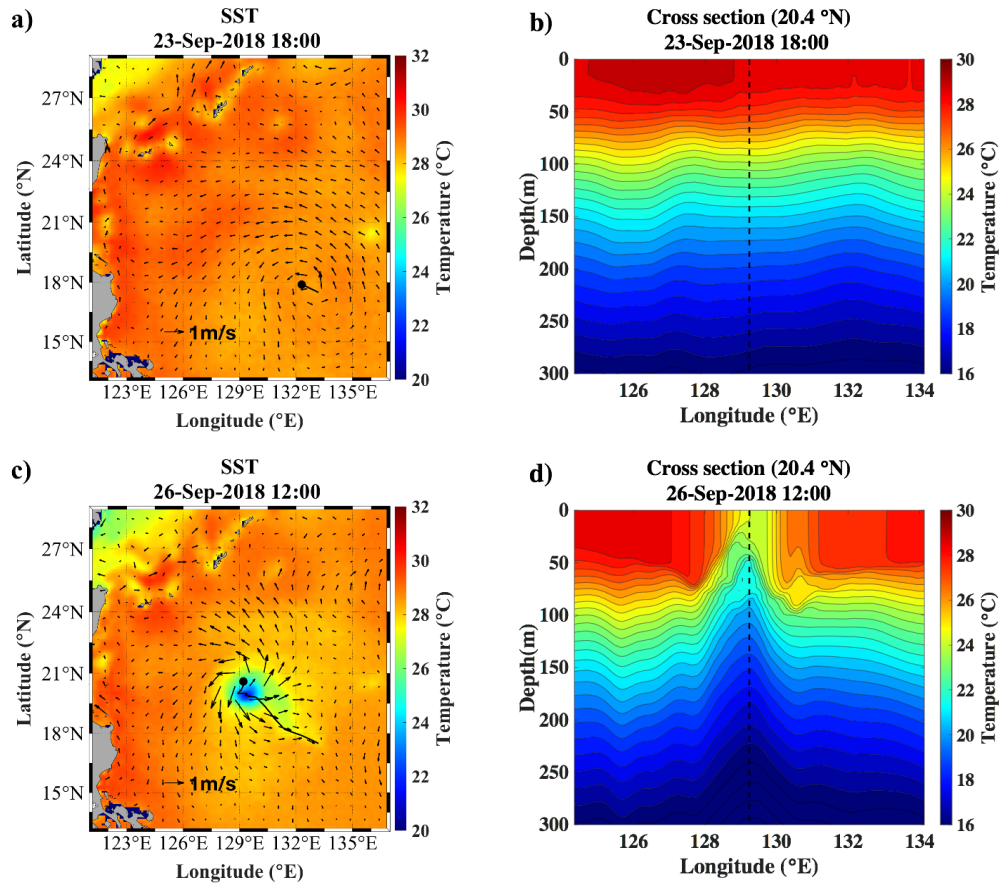 a)
SST
23-Sep-2018 18:00
27°N
24°N
21°N
18°N
15°N
Latitude (°N)
1m/s
123°E 126°E 129°E 132°E 135°E
Longitude (°E)
32
30
28
26
24
22
20
Temperature (°C)
b)
Cross section (20.4 °N)
23-Sep-2018 18:00
0
50
100
150
200
250
300
Depth(m)
126 128 130 132 134
Longitude (°E)
30
28
26
24
22
20
18
16
Temperature (°C)
c)
SST
26-Sep-2018 12:00
27°N
24°N
21°N
18°N
15°N
Latitude (°N)
1m/s
123°E 126°E 129°E 132°E 135°E
Longitude (°E)
32
30
28
26
24
22
20
Temperature (°C)
d)
Cross section (20.4 °N)
26-Sep-2018 12:00
0
50
100
150
200
250
300
Depth(m)
126 128 130 132 134
Longitude (°E)
30
28
26
24
22
20
18
16
Temperature (°C)